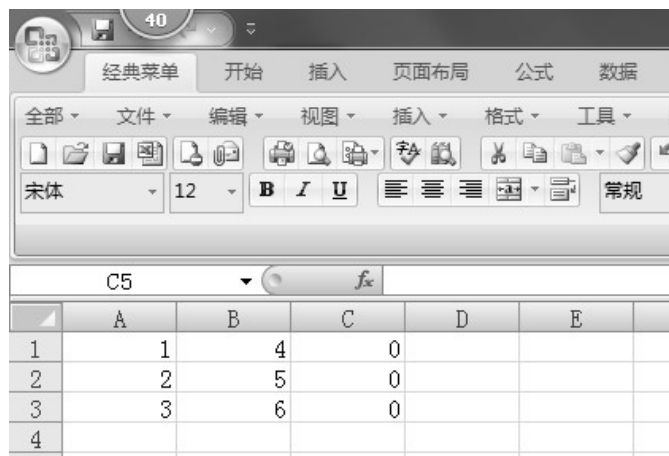 40
经典菜单 开始 插入 页面布局 公式 数据
全部 文件 编辑 视图 插入 格式 工具
宋体 12 B I U 常规
C5 fx
A B C D E
1 1 4 0
2 2 5 0
3 3 6 0
4